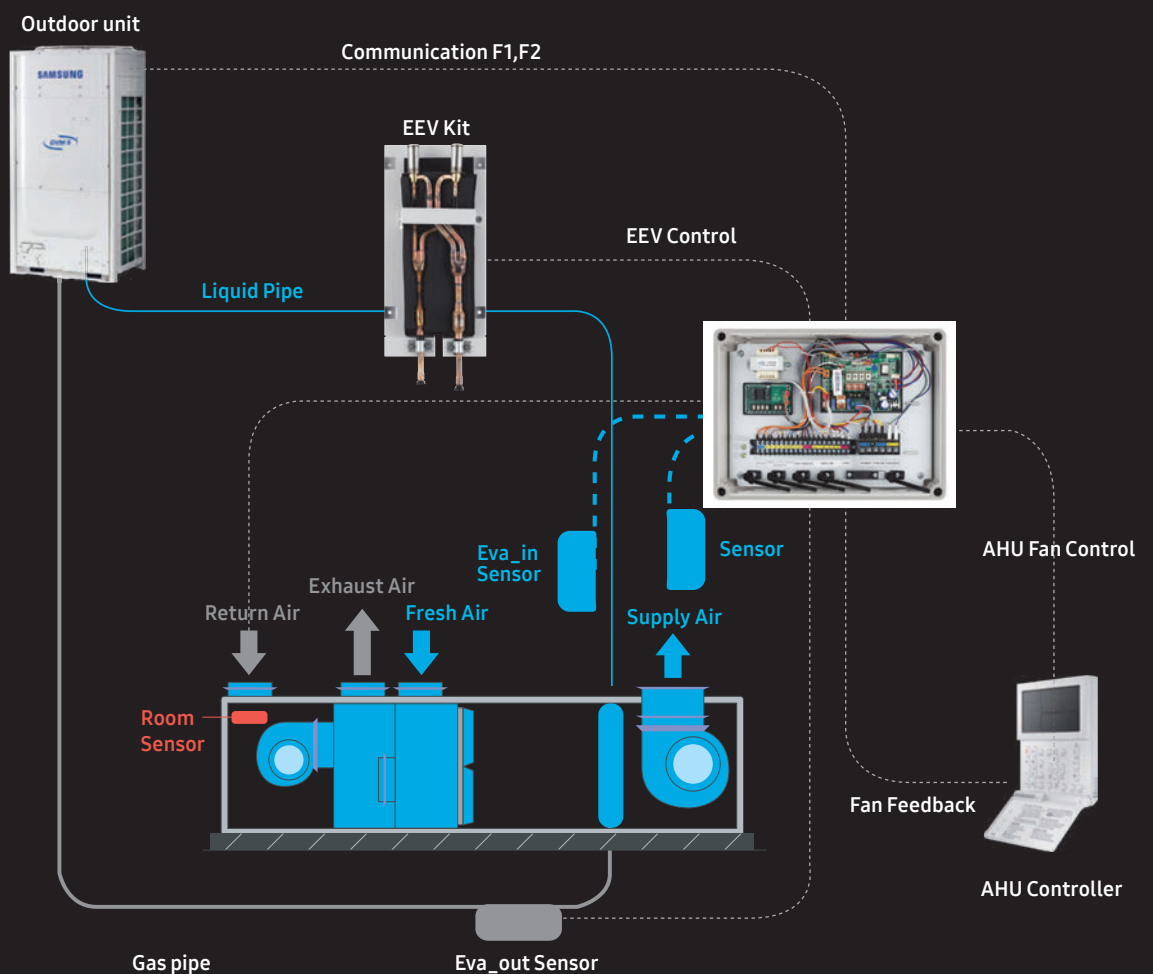 Outdoor unit
Communication F1,F2
SAMSUNG
DVM S
EEV Kit
EEV Control
Liquid Pipe
Eva_in
Sensor
Sensor
AHU Fan Control
Exhaust Air
Return Air
Fresh Air
Supply Air
Room
Sensor
Fan Feedback
AHU Controller
Gas pipe
Eva_out Sensor